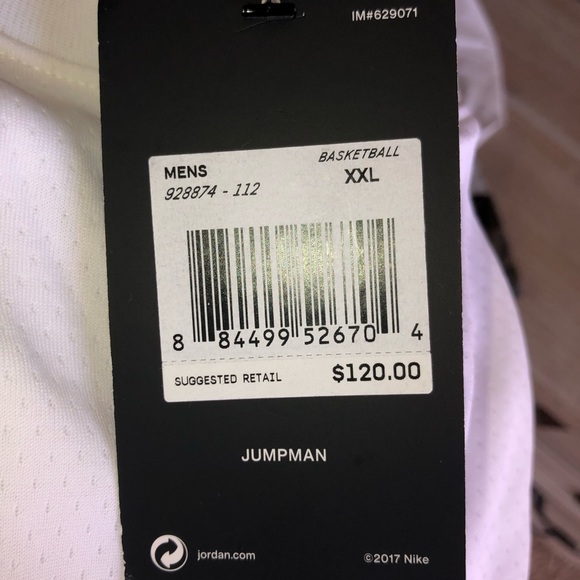 IM#629071
MENS BASKETBALL
928874 - 112 XXL
8 84499 52670 4
SUGGESTED RETAIL $120.00
JUMPMAN
jordan.com ©2017 Nike